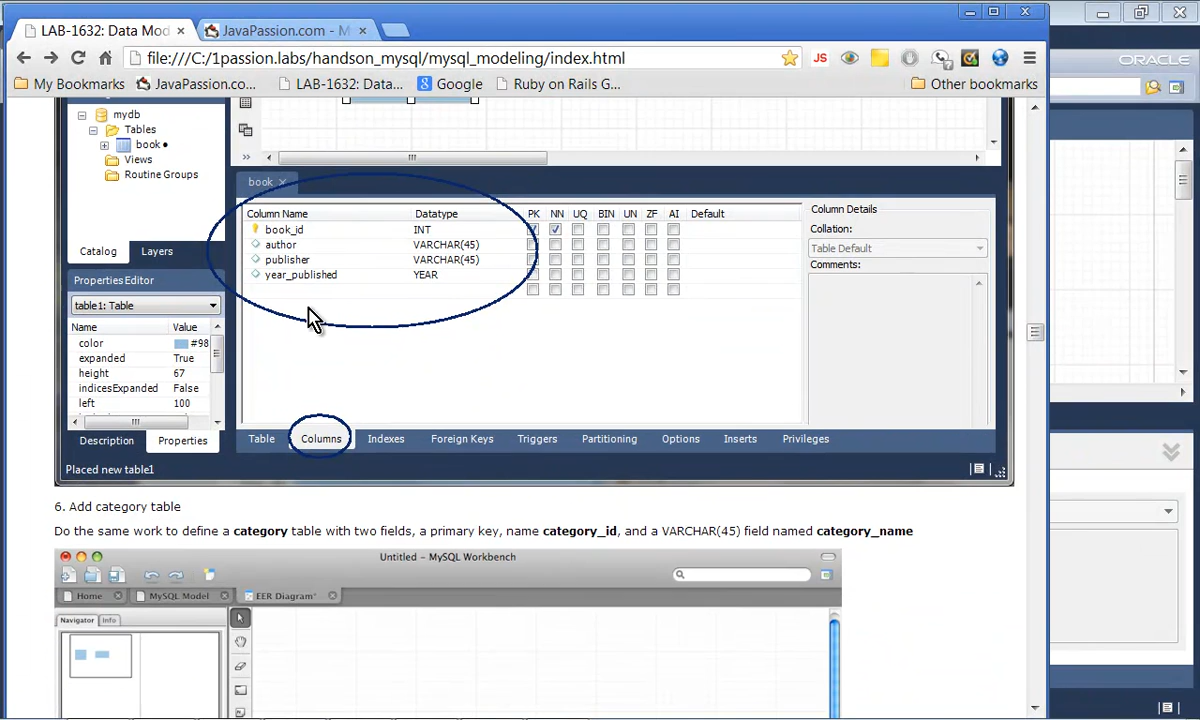 LAB-1632: Data Mod × JavaPassion.com - M ×
file:///C:/1passion.labs/handson_mysql/mysql_modeling/index.html
JS
ORACLE
My Bookmarks JavaPassion.co... LAB-1632: Data... Google Ruby on Rails G... Other bookmarks
mydb
Tables
book
Views
Routine Groups
Catalog Layers
Properties Editor
table1: Table
Name Value
color #98
expanded True
height 67
indicesExpanded False
left 100
Description Properties
book ×
Column Name Datatype PK NN UQ BIN UN ZF AI Default
book_id INT
author VARCHAR(45)
publisher VARCHAR(45)
year_published YEAR
Column Details
Collation:
Table Default
Comments:
Table Columns Indexes Foreign Keys Triggers Partitioning Options Inserts Privileges
Placed new table1
6. Add category table
Do the same work to define a category table with two fields, a primary key, name category_id, and a VARCHAR(45) field named category_name
Untitled – MySQL Workbench
Home MySQL Model EER Diagram*
Navigator Info